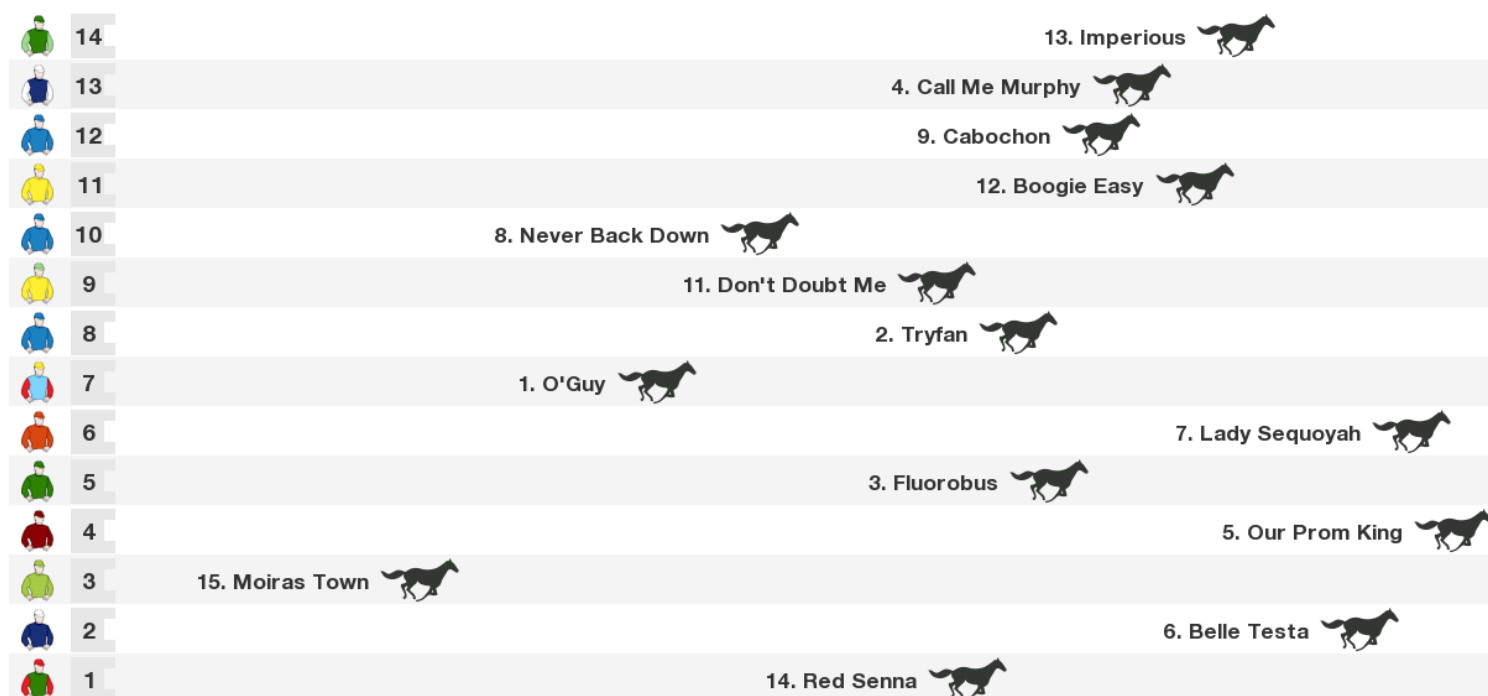 14 13. Imperious
13 4. Call Me Murphy
12 9. Cabochon
11 12. Boogie Easy
10 8. Never Back Down
9 11. Don't Doubt Me
8 2. Tryfan
7 1. O'Guy
6 7. Lady Sequoyah
5 3. Fluorobus
4 5. Our Prom King
3 15. Moiras Town
2 6. Belle Testa
1 14. Red Senna